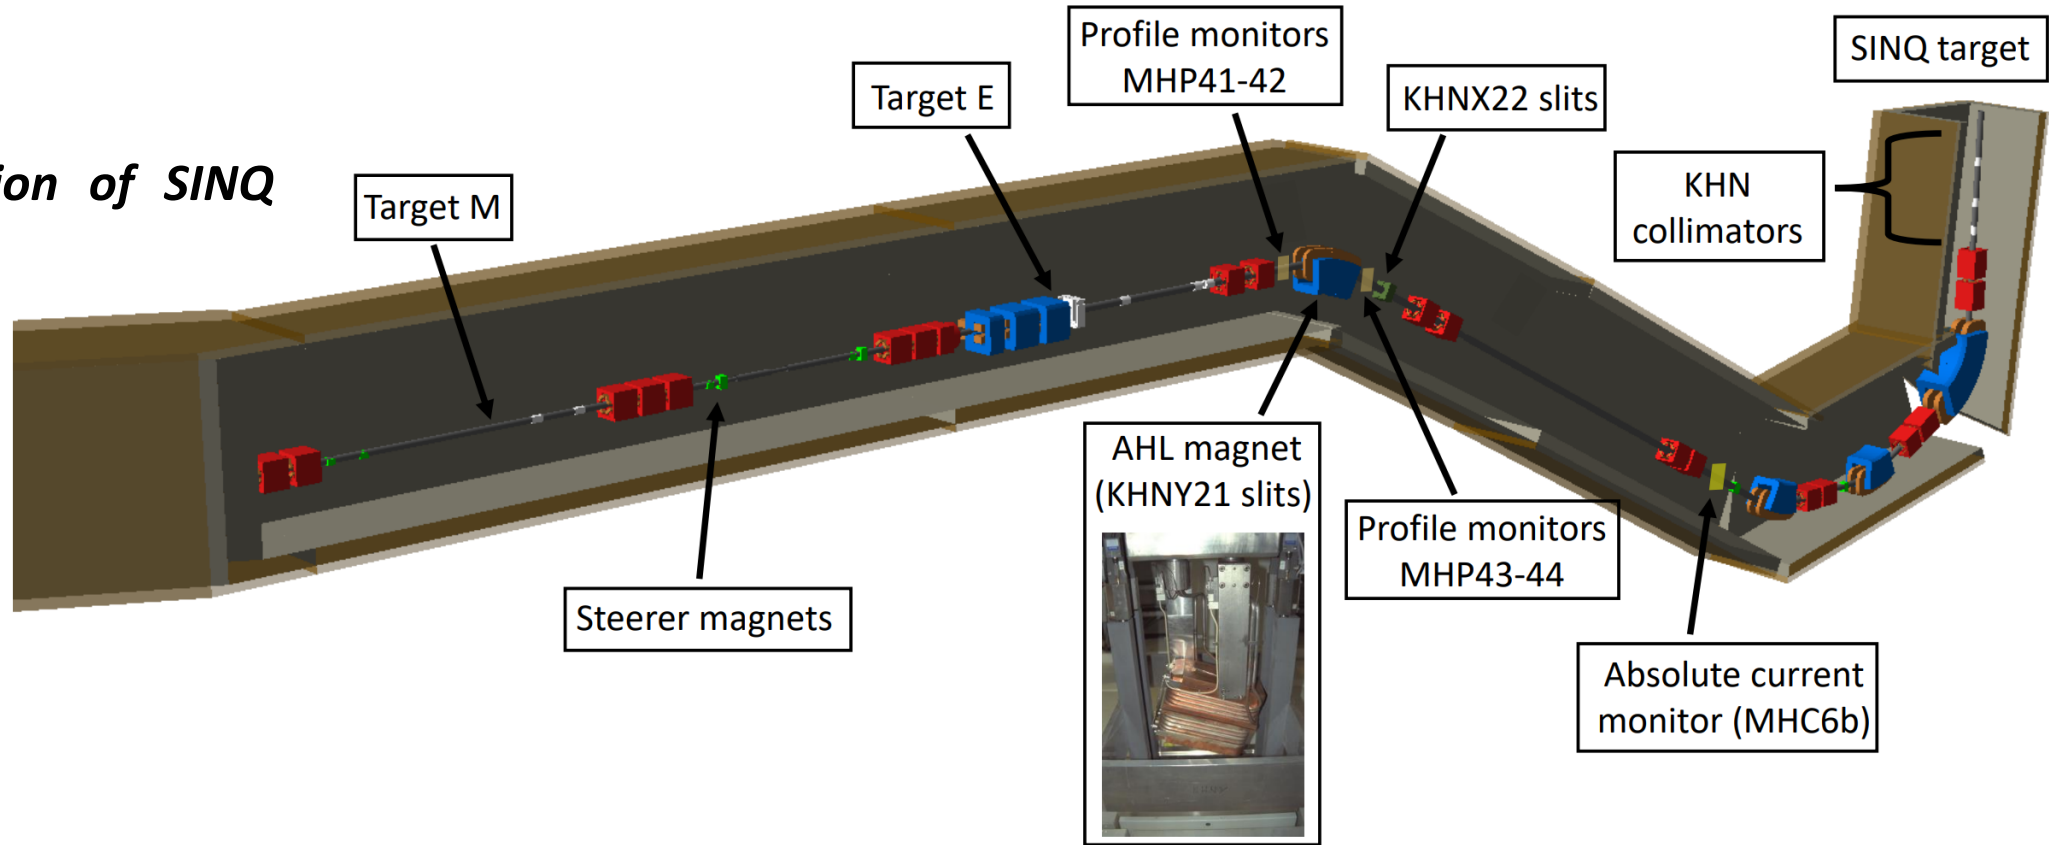 ion of SINQ
Target M
Target E
Profile monitors
MHP41-42
KHNX22 slits
SINQ target
KHN
collimators
Steerer magnets
AHL magnet
(KHNY21 slits)
Profile monitors
MHP43-44
Absolute current
monitor (MHC6b)